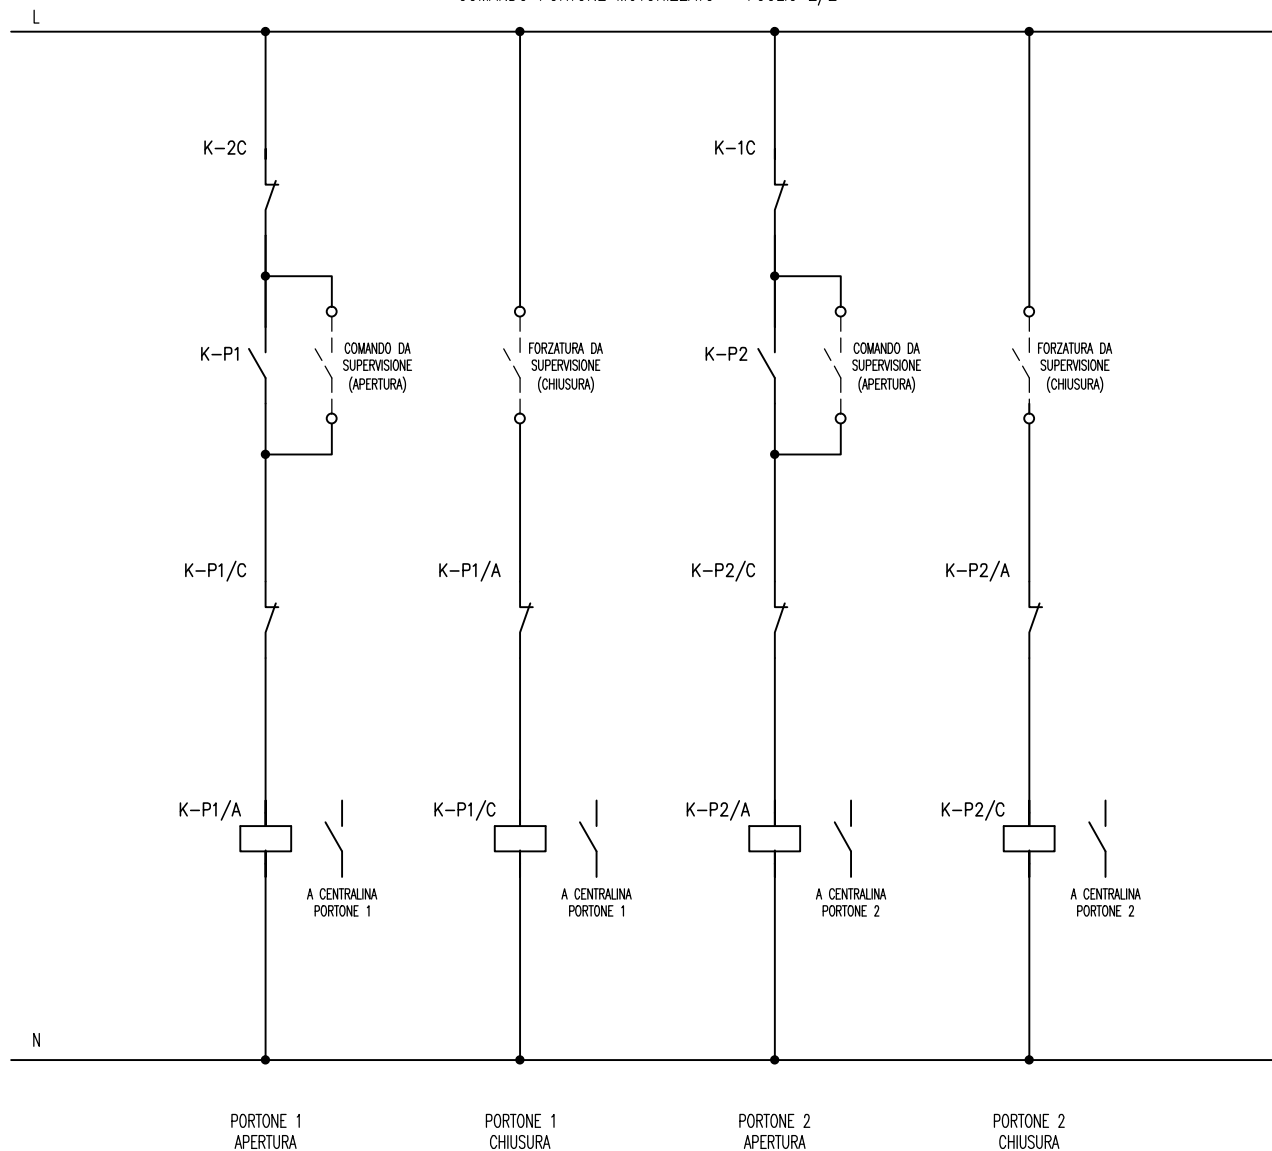 L
K-2C
K-1C
K-P1
COMANDO DA
SUPERVISIONE
(APERTURA)
FORZATURA DA
SUPERVISIONE
(CHIUSURA)
K-P2
COMANDO DA
SUPERVISIONE
(APERTURA)
FORZATURA DA
SUPERVISIONE
(CHIUSURA)
K-P1/C
K-P1/A
K-P2/C
K-P2/A
K-P1/A
A CENTRALINA
PORTONE 1
K-P1/C
A CENTRALINA
PORTONE 1
K-P2/A
A CENTRALINA
PORTONE 2
K-P2/C
A CENTRALINA
PORTONE 2
N
PORTONE 1
APERTURA
PORTONE 1
CHIUSURA
PORTONE 2
APERTURA
PORTONE 2
CHIUSURA